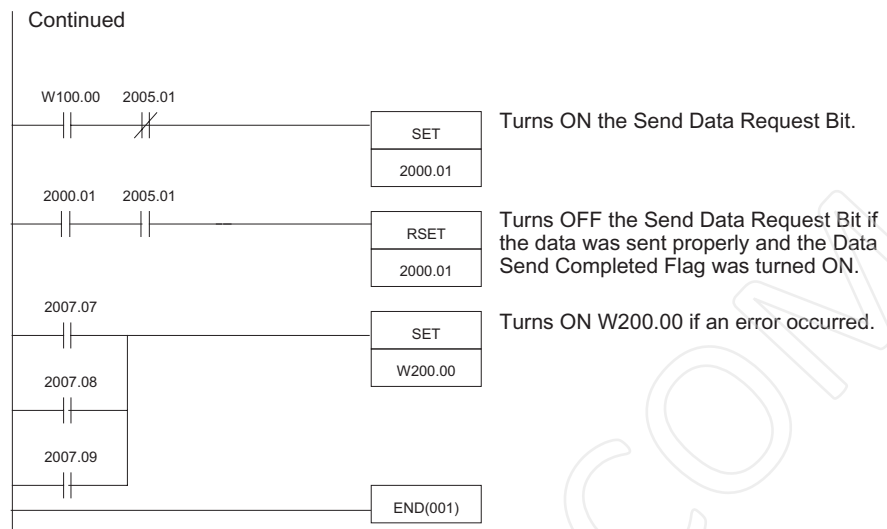 Continued
W100.00 2005.01
SET
2000.01
Turns ON the Send Data Request Bit.
2000.01 2005.01
RSET
2000.01
Turns OFF the Send Data Request Bit if
the data was sent properly and the Data
Send Completed Flag was turned ON.
2007.07
SET
W200.00
Turns ON W200.00 if an error occurred.
2007.08
2007.09
END(001)
COM